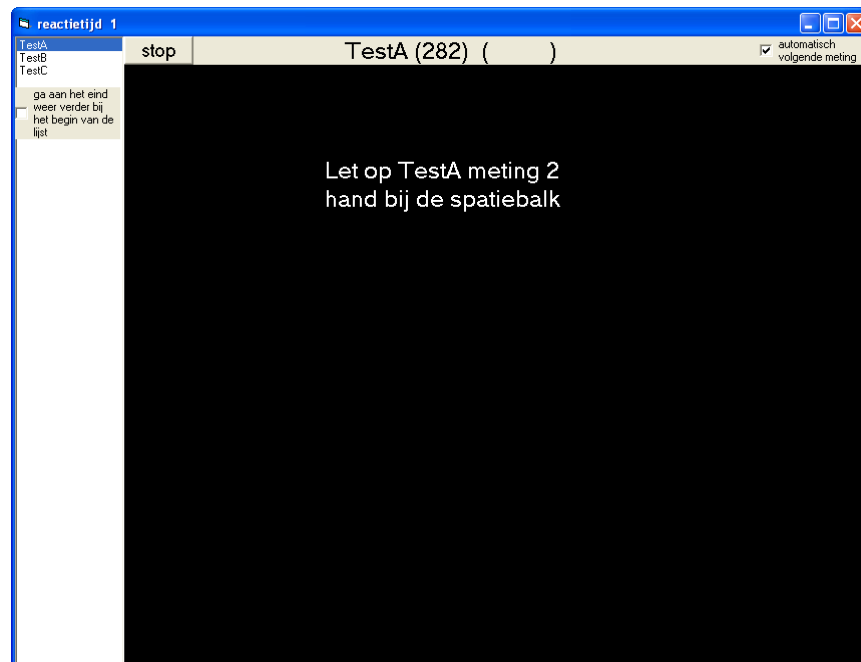 reactietijd 1
TestA
TestB
TestC
stop
TestA (282) ( )
automatisch
volgende meting
ga aan het eind
weer verder bij
het begin van de
lijst
Let op TestA meting 2
hand bij de spatiebalk